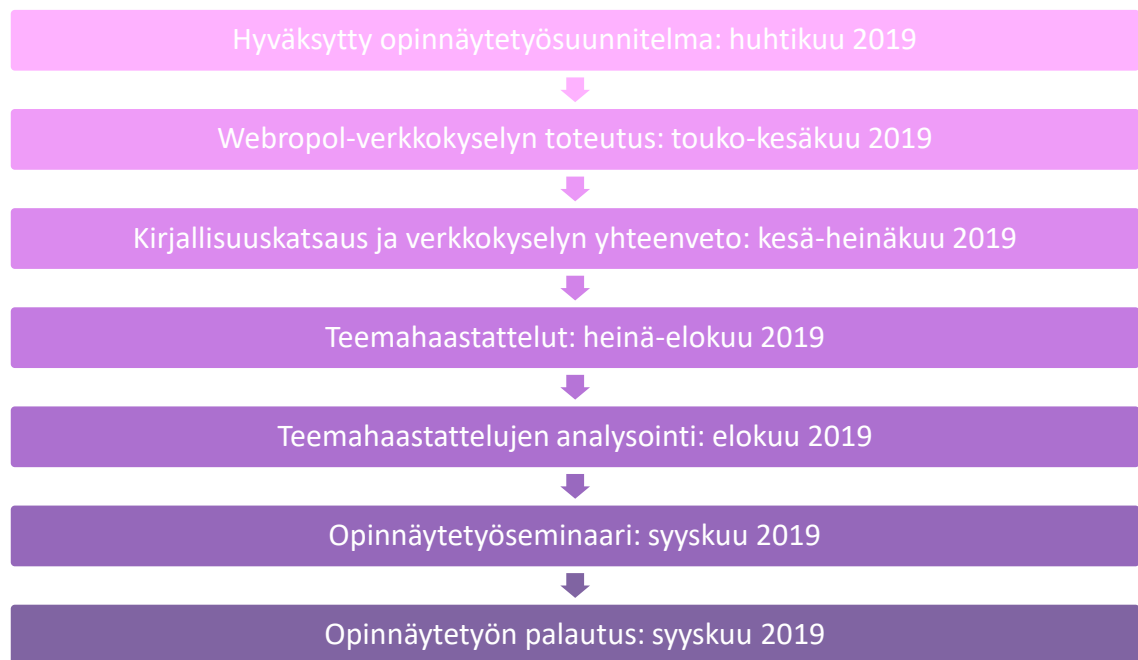 Hyväksytty opinnäytetyösuunnitelma: huhtikuu 2019
Webropol-verkkokyselyn toteutus: touko-kesäkuu 2019
Kirjallisuuskatsaus ja verkkokyselyn yhteenveto: kesä-heinäkuu 2019
Teemahaastattelut: heinä-elokuu 2019
Teemahaastattelujen analysointi: elokuu 2019
Opinnäytetyöseminaari: syyskuu 2019
Opinnäytetyön palautus: syyskuu 2019